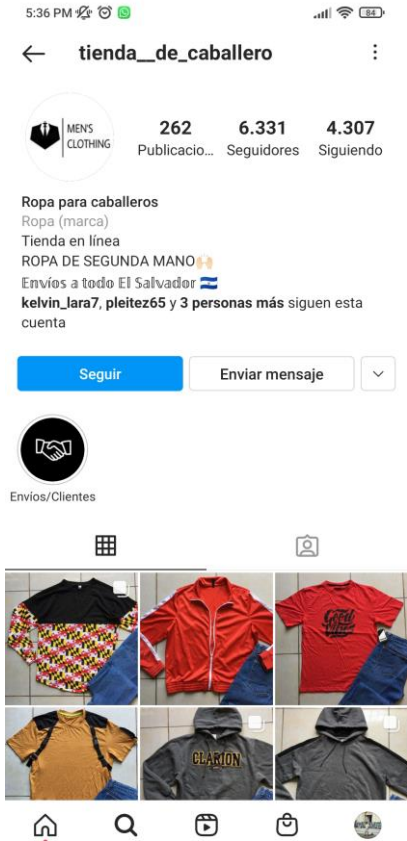 5:36 PM
84
tienda__de_caballero
MEN'S
CLOTHING
262
6.331
4.307
Publicacio...
Seguidores
Siguiendo
Ropa para caballeros
Ropa (marca)
Tienda en línea
ROPA DE SEGUNDA MANO🙌🏻
𝔼𝕟𝕧í𝕠𝕤 𝕒 𝕥𝕠𝕕𝕠 𝔼𝕝 𝕊𝕒𝕝𝕧𝕒𝕕𝕠𝕣 🇸🇻
kelvin_lara7, pleitez65 y 3 personas más siguen esta
cuenta
Seguir
Enviar mensaje
Envíos/Clientes
Good
CLARION